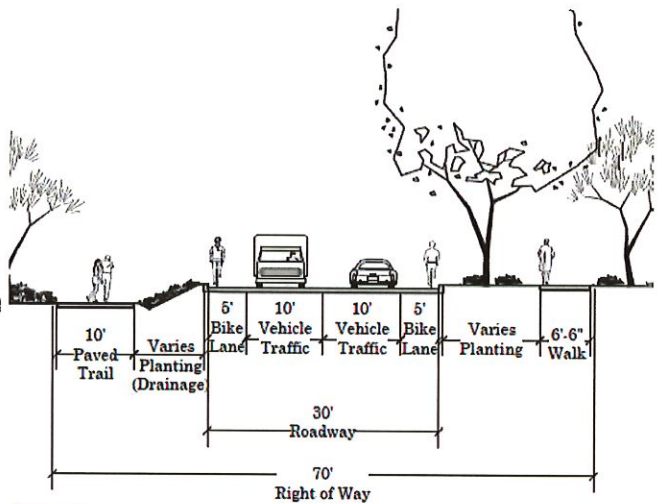 10'
Paved
Trail
Varies
Planting
(Drainage)
5'
Bike
Lane
10'
Vehicle
Traffic
10'
Vehicle
Traffic
5'
Bike
Lane
Varies
Planting
6'-6"
Walk
30'
Roadway
70'
Right of Way